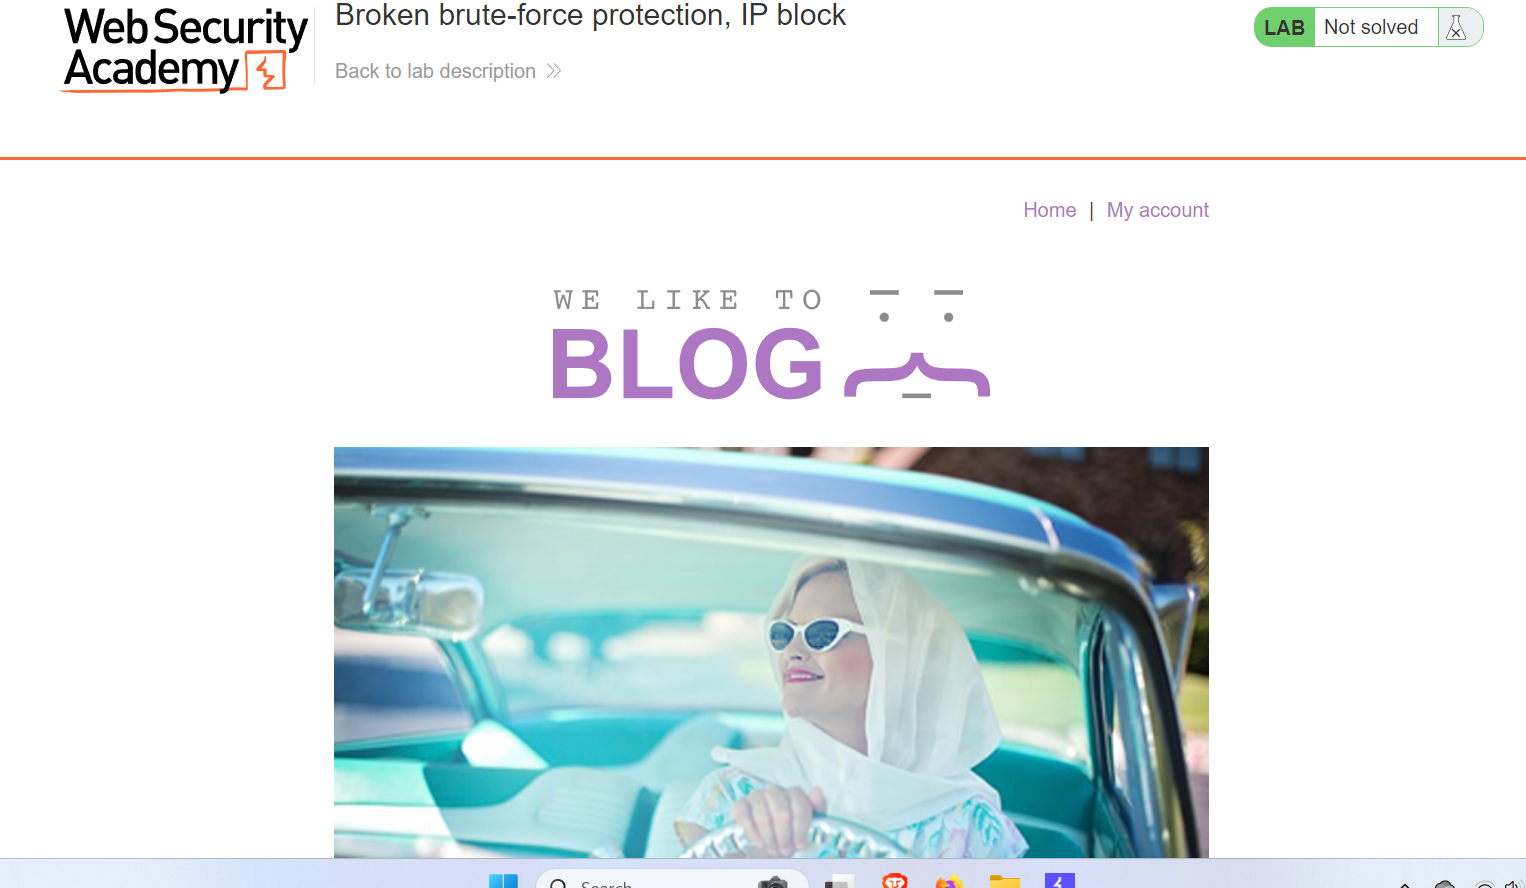 Web Security
Academy
Broken brute-force protection, IP block
Back to lab description
LAB Not solved
Home | My account
WE LIKE TO
BLOG
Search